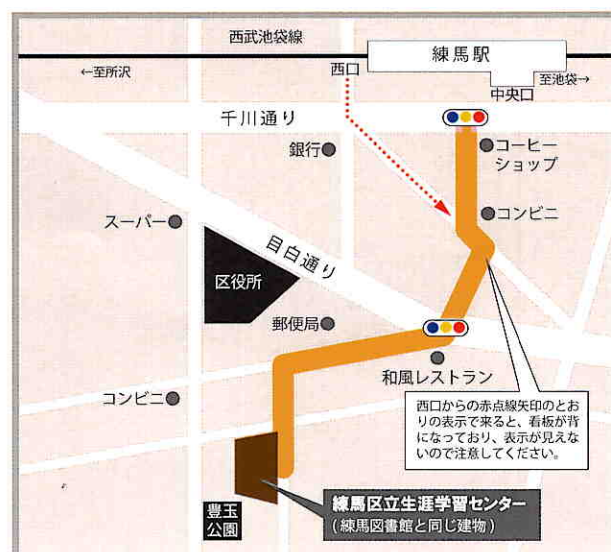 西武池袋線
練馬駅
←至所沢
西口
至池袋→
中央口
千川通り
コーヒー
ショップ
銀行
コンビニ
スーパー
目白通り
区役所
郵便局
和風レストラン
コンビニ
西口からの赤点線矢印のとお
りの表示で来ると、看板が背
になっており、表示が見えな
いので注意してください。
練馬区立生涯学習センター
(練馬図書館と同じ建物)
豊玉
公園